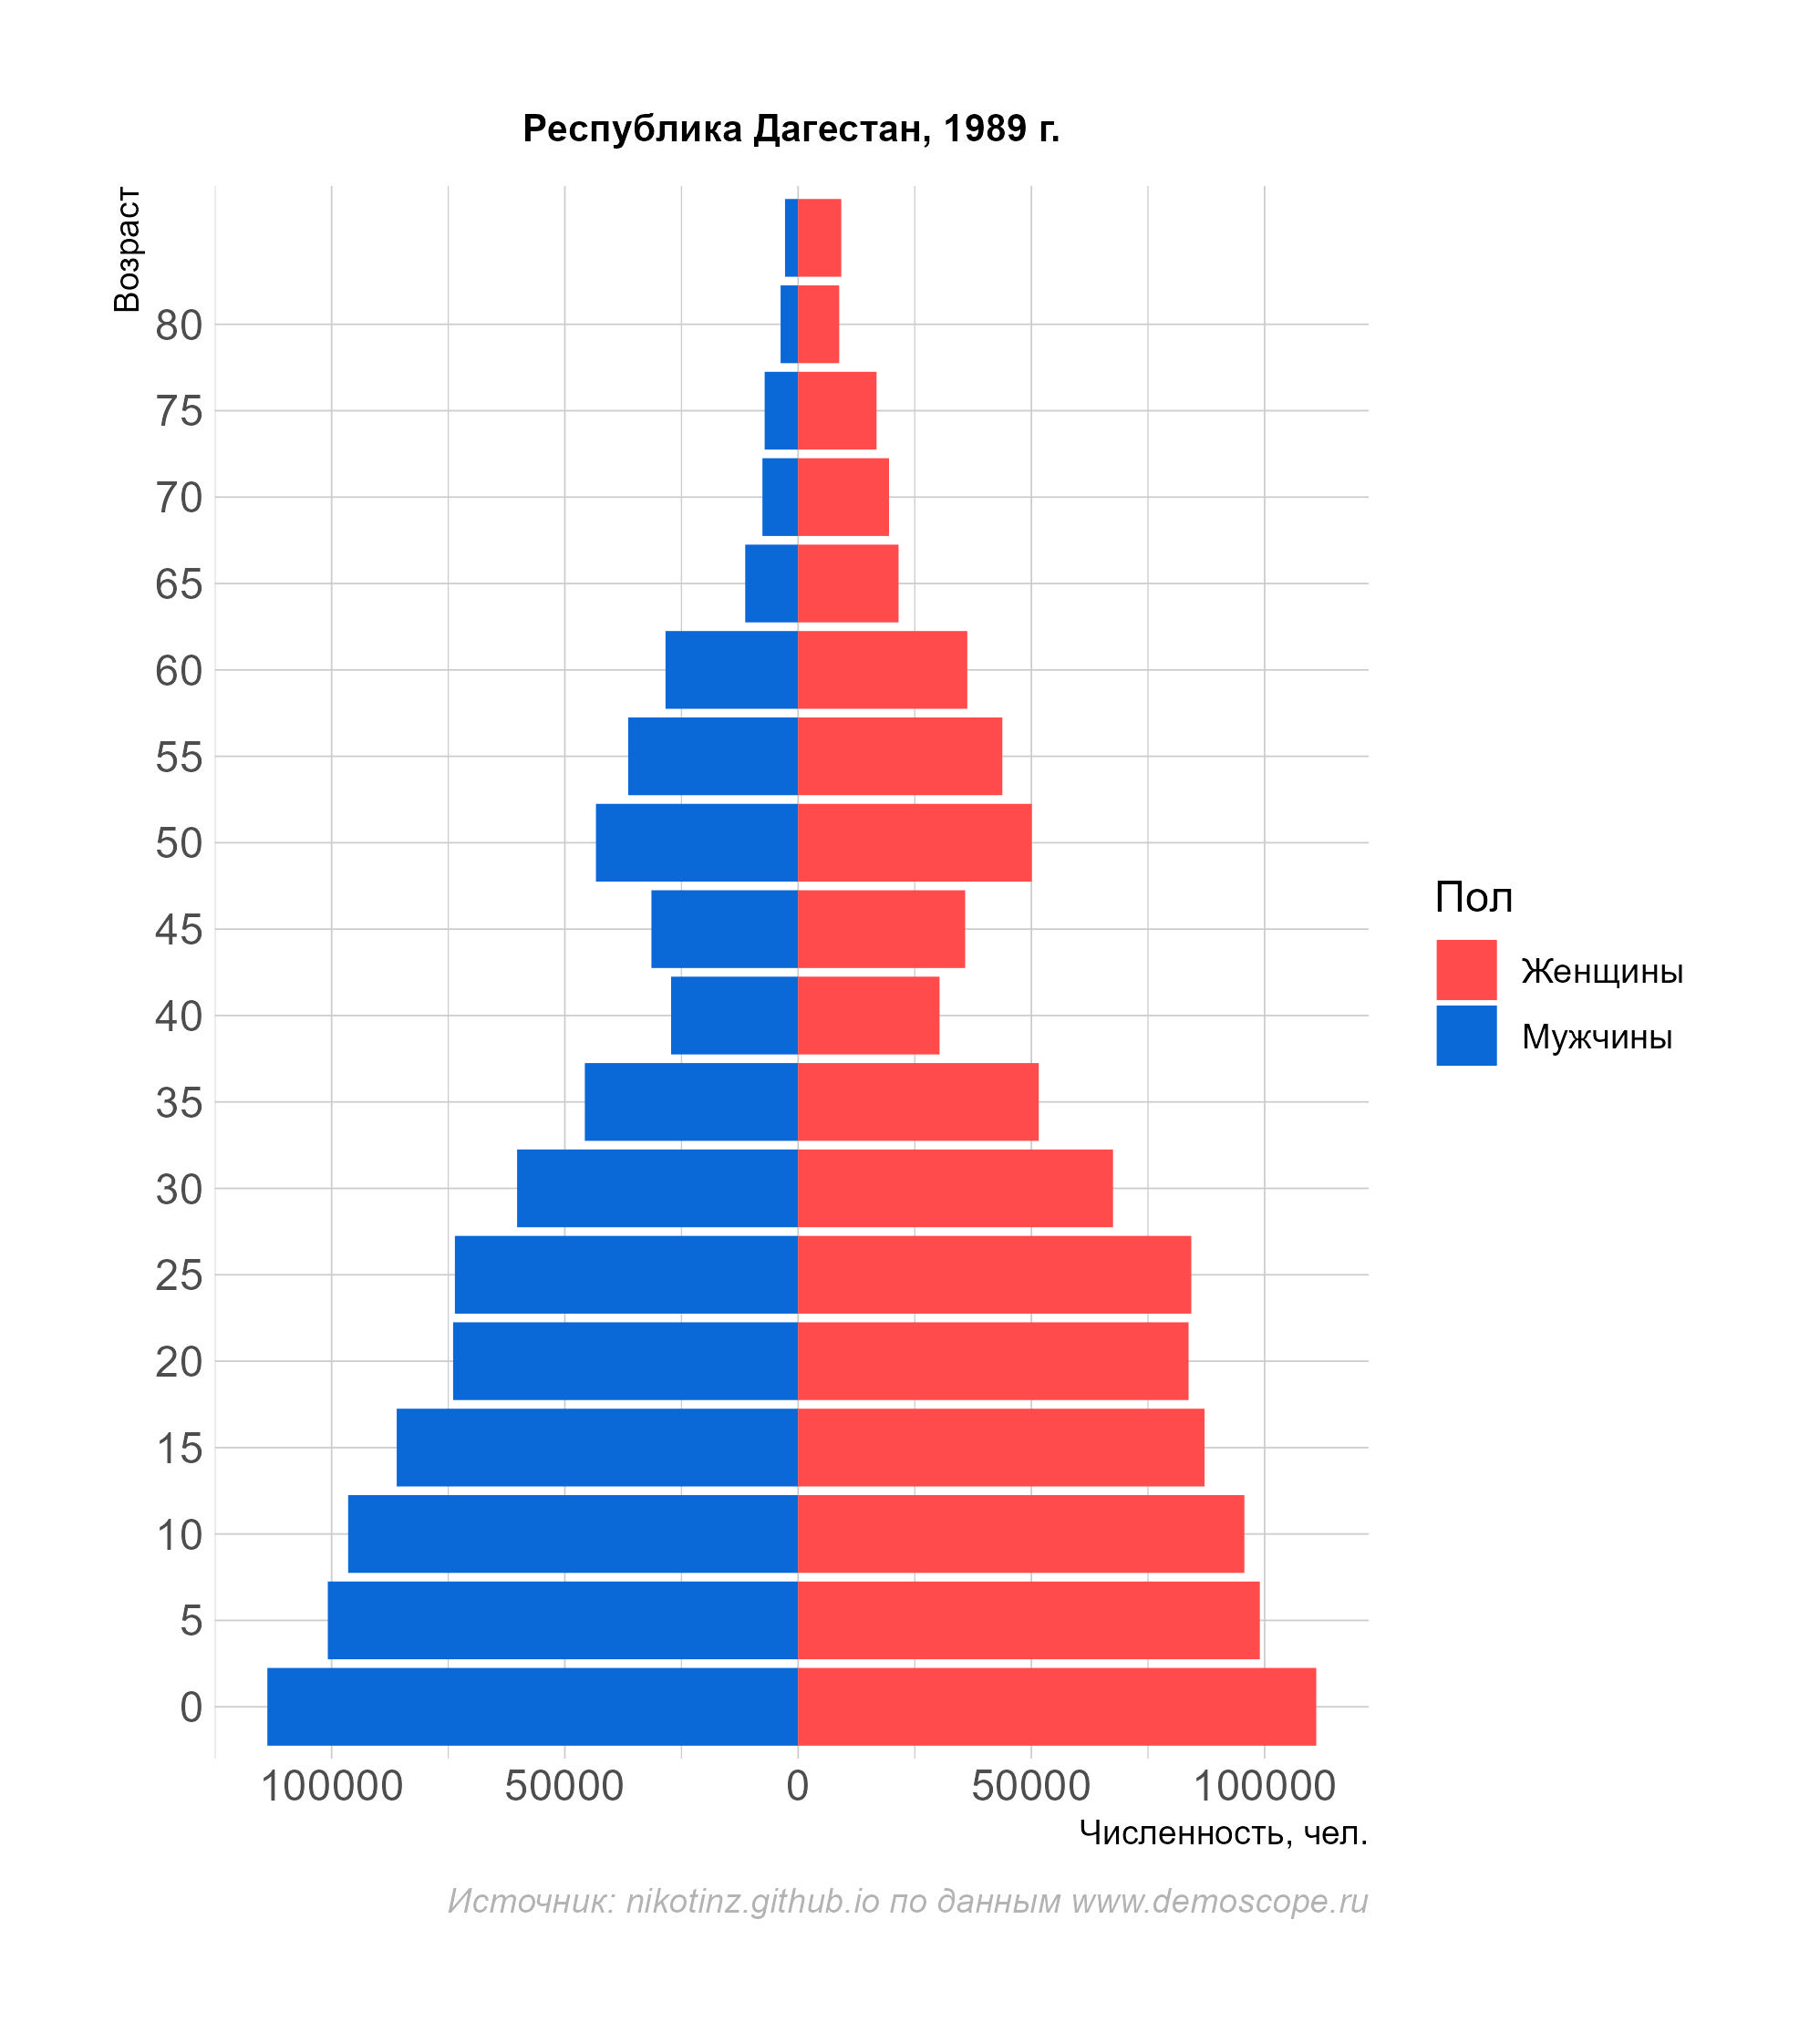 Республика Дагестан, 1989 г.
Возраст
80
75
70
65
60
55
50
45
40
35
30
25
20
15
10
5
0
100000 50000 0 50000 100000
Численность, чел.
Пол
Женщины
Мужчины
Источник: nikotinz.github.io по данным www.demoscope.ru